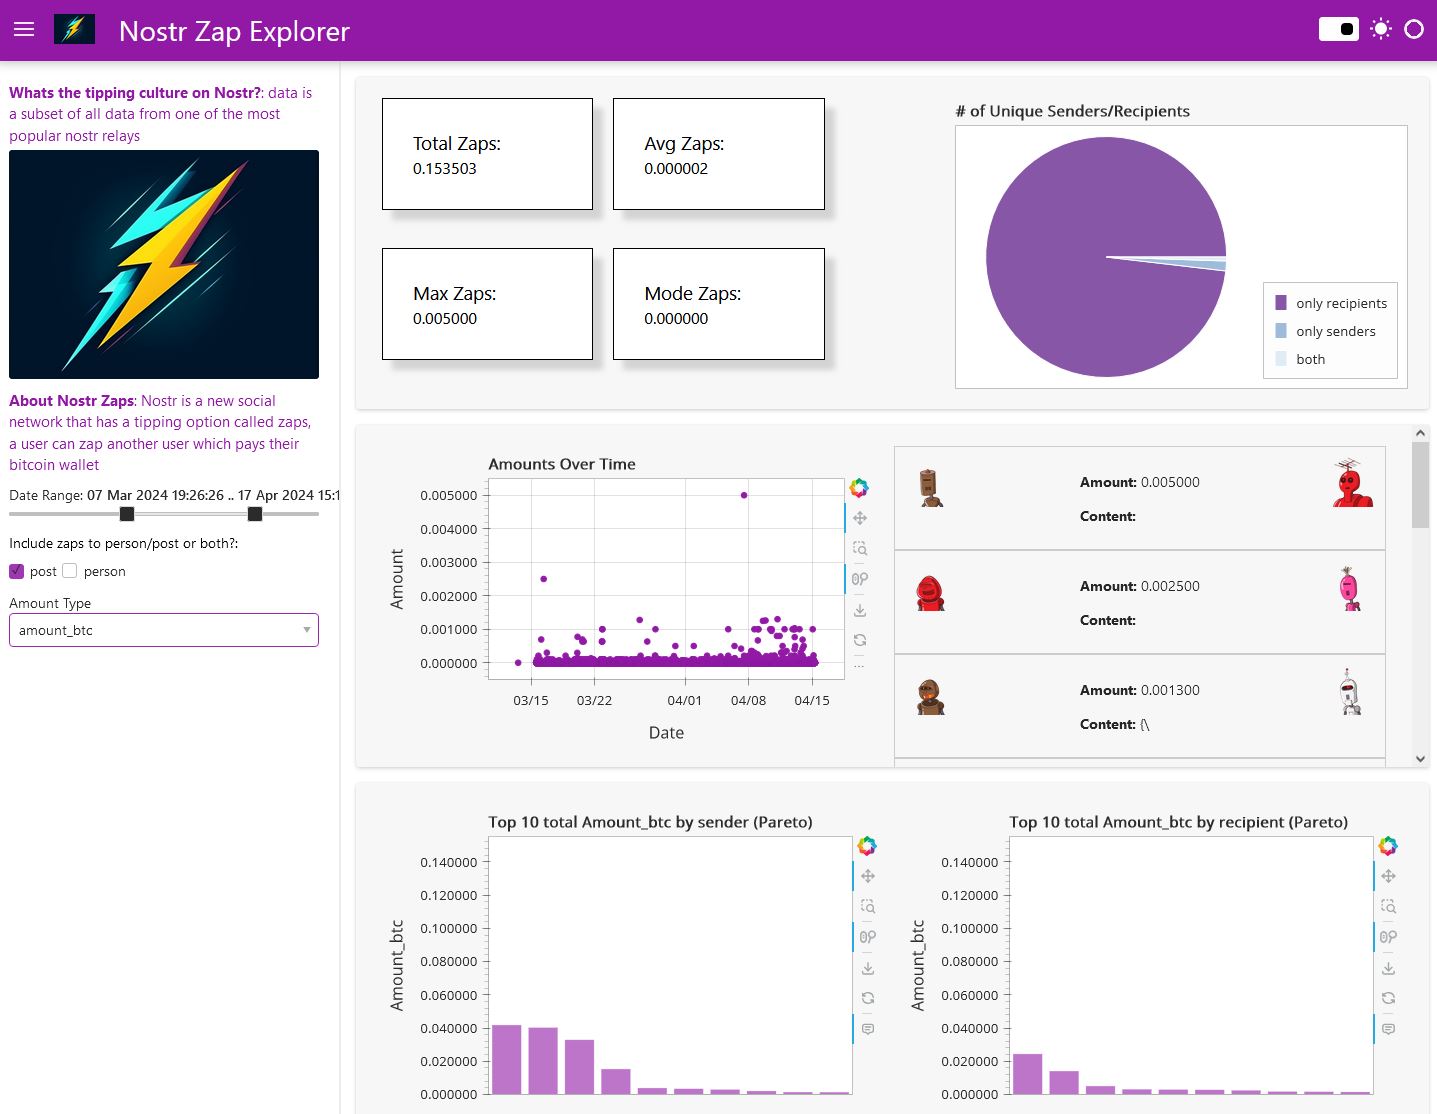 Nostr Zap Explorer
Whats the tipping culture on Nostr?: data is
a subset of all data from one of the most
popular nostr relays
About Nostr Zaps: Nostr is a new social
network that has a tipping option called zaps,
a user can zap another user which pays their
bitcoin wallet
Date Range: 07 Mar 2024 19:26:26 .. 17 Apr 2024 15:1
Include zaps to person/post or both?:
post person
Amount Type
amount_btc
Total Zaps:
0.153503
Avg Zaps:
0.000002
Max Zaps:
0.005000
Mode Zaps:
0.000000
# of Unique Senders/Recipients
only recipients
only senders
both
Amounts Over Time
Amount
0.005000
0.004000
0.003000
0.002000
0.001000
0.000000
03/15 03/22 04/01 04/08 04/15
Date
Amount: 0.005000
Content:
Amount: 0.002500
Content:
Amount: 0.001300
Content: {\
Top 10 total Amount_btc by sender (Pareto)
Amount_btc
0.140000
0.120000
0.100000
0.080000
0.060000
0.040000
0.020000
0.000000
Top 10 total Amount_btc by recipient (Pareto)
Amount_btc
0.140000
0.120000
0.100000
0.080000
0.060000
0.040000
0.020000
0.000000